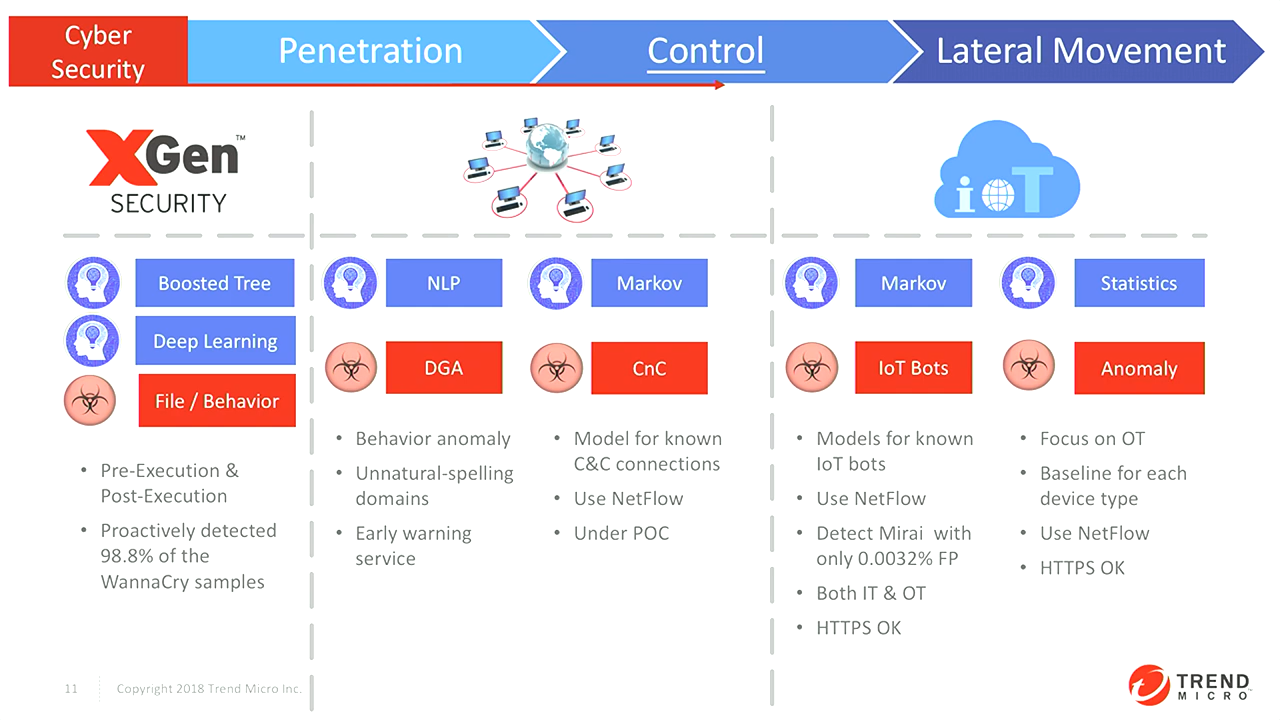 Cyber
Security
Penetration
Control
Lateral Movement
XGen™
SECURITY
iOT
Boosted Tree
Deep Learning
File / Behavior
• Pre-Execution &
Post-Execution
• Proactively detected
98.8% of the
WannaCry samples
NLP
DGA
• Behavior anomaly
• Unnatural-spelling
domains
• Early warning
service
Markov
CnC
• Model for known
C&C connections
• Use NetFlow
• Under POC
Markov
IoT Bots
• Models for known
IoT bots
• Use NetFlow
• Detect Mirai with
only 0.0032% FP
• Both IT & OT
• HTTPS OK
Statistics
Anomaly
• Focus on OT
• Baseline for each
device type
• Use NetFlow
• HTTPS OK
11
Copyright 2018 Trend Micro Inc.
TREND
MICRO™